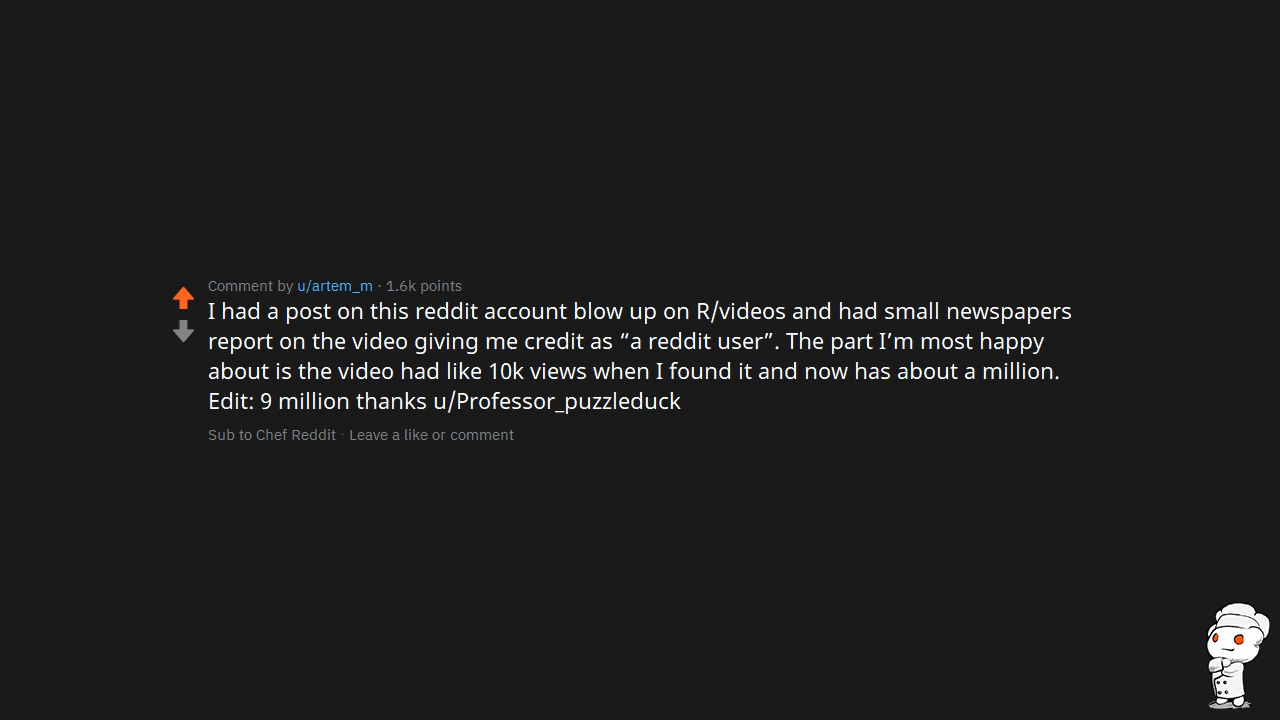 Comment by u/artem_m · 1.6k points
I had a post on this reddit account blow up on R/videos and had small newspapers
report on the video giving me credit as “a reddit user”. The part I’m most happy
about is the video had like 10k views when I found it and now has about a million.
Edit: 9 million thanks u/Professor_puzzleduck
Sub to Chef Reddit · Leave a like or comment